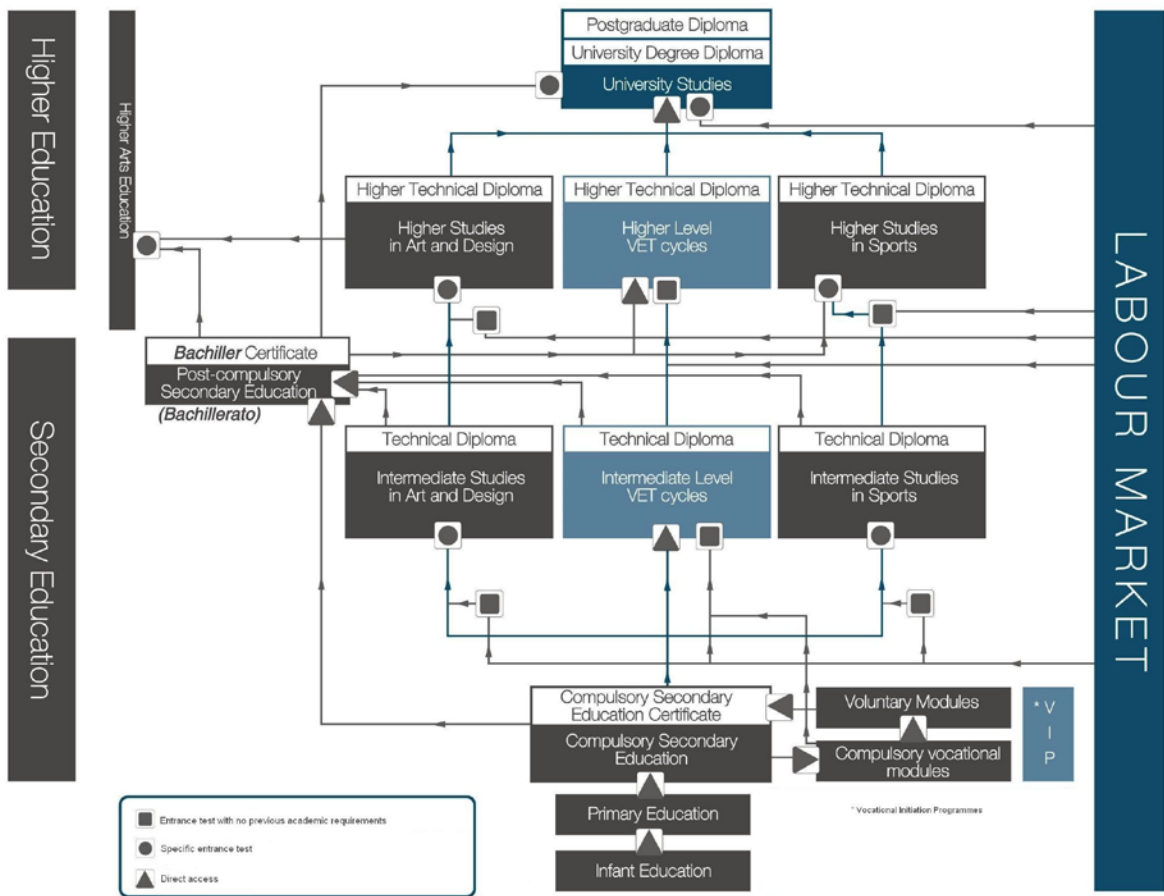 Higher Education
Higher Arts Education
Postgraduate Diploma
University Degree Diploma
University Studies
Higher Technical Diploma
Higher Studies
in Art and Design
Higher Technical Diploma
Higher Level
VET cycles
Higher Technical Diploma
Higher Studies
in Sports
LABOUR MARKET
Secondary Education
Bachiller Certificate
Post-compulsory
Secondary Education
(Bachillerato)
Technical Diploma
Intermediate Studies
in Art and Design
Technical Diploma
Intermediate Level
VET cycles
Technical Diploma
Intermediate Studies
in Sports
Compulsory Secondary
Education Certificate
Compulsory Secondary
Education
Voluntary Modules
Compulsory vocational
modules
* V
I
P
Primary Education
Infant Education
* Vocational Initiation Programmes
Entrance test with no previous academic requirements
Specific entrance test
Direct access